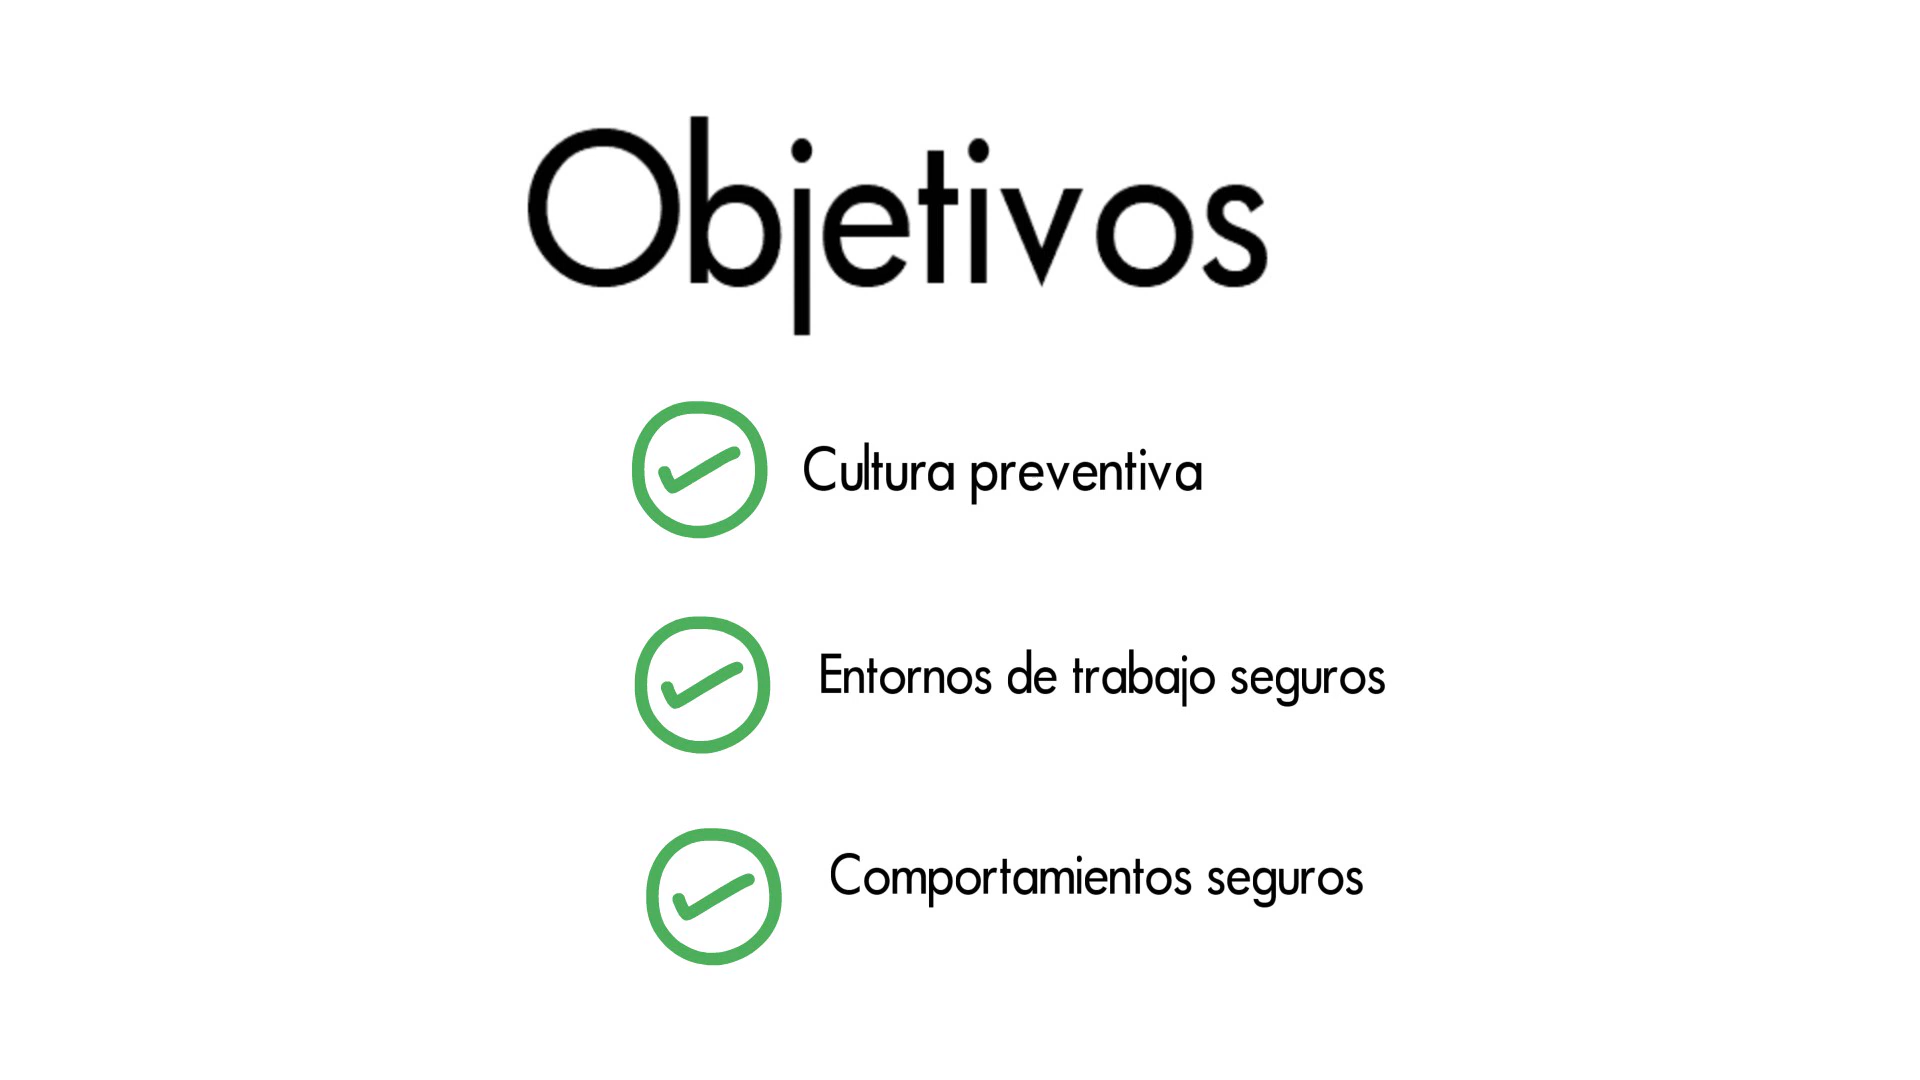 Objetivos
Cultura preventiva
Entornos de trabajo seguros
Comportamientos seguros